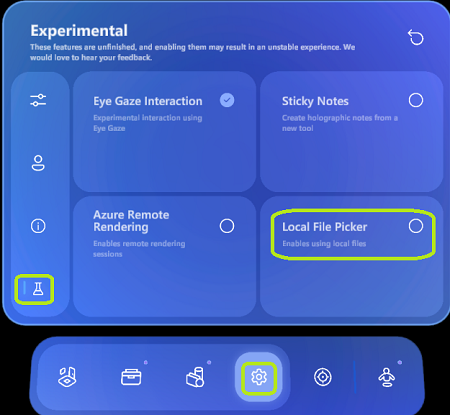 Experimental
These features are unfinished, and enabling them may result in an unstable experience. We
would love to hear your feedback.
Eye Gaze Interaction
Experimental interaction using
Eye Gaze
Sticky Notes
Create holographic notes from a
new tool
Azure Remote
Rendering
Enables remote rendering
sessions
Local File Picker
Enables using local files